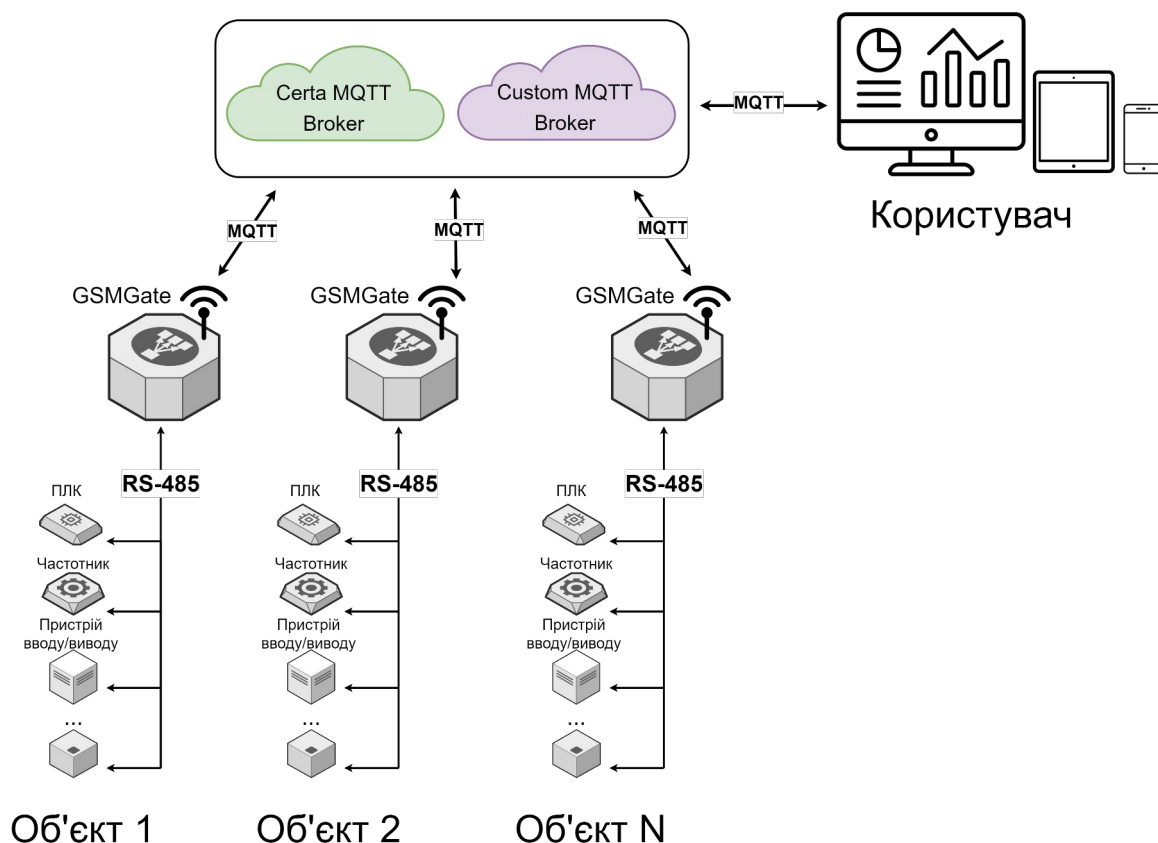 Certa MQTT
Broker
Custom MQTT
Broker
MQTT
Користувач
MQTT
MQTT
MQTT
GSMGate
GSMGate
GSMGate
RS-485
RS-485
RS-485
ПЛК
Частотник
Пристрій
вводу/виводу
...
ПЛК
Частотник
Пристрій
вводу/виводу
...
ПЛК
Частотник
Пристрій
вводу/виводу
...
Об'єкт 1
Об'єкт 2
Об'єкт N